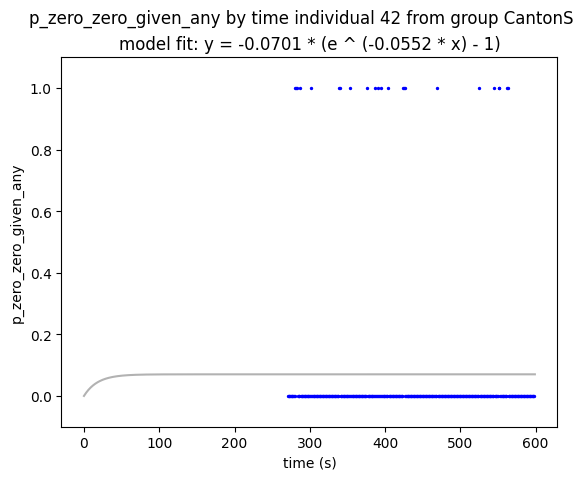 p_zero_zero_given_any by time individual 42 from group CantonS
model fit: y = -0.0701 * (e ^ (-0.0552 * x) - 1)
p_zero_zero_given_any
1.0
0.8
0.6
0.4
0.2
0.0
0 100 200 300 400 500 600
time (s)